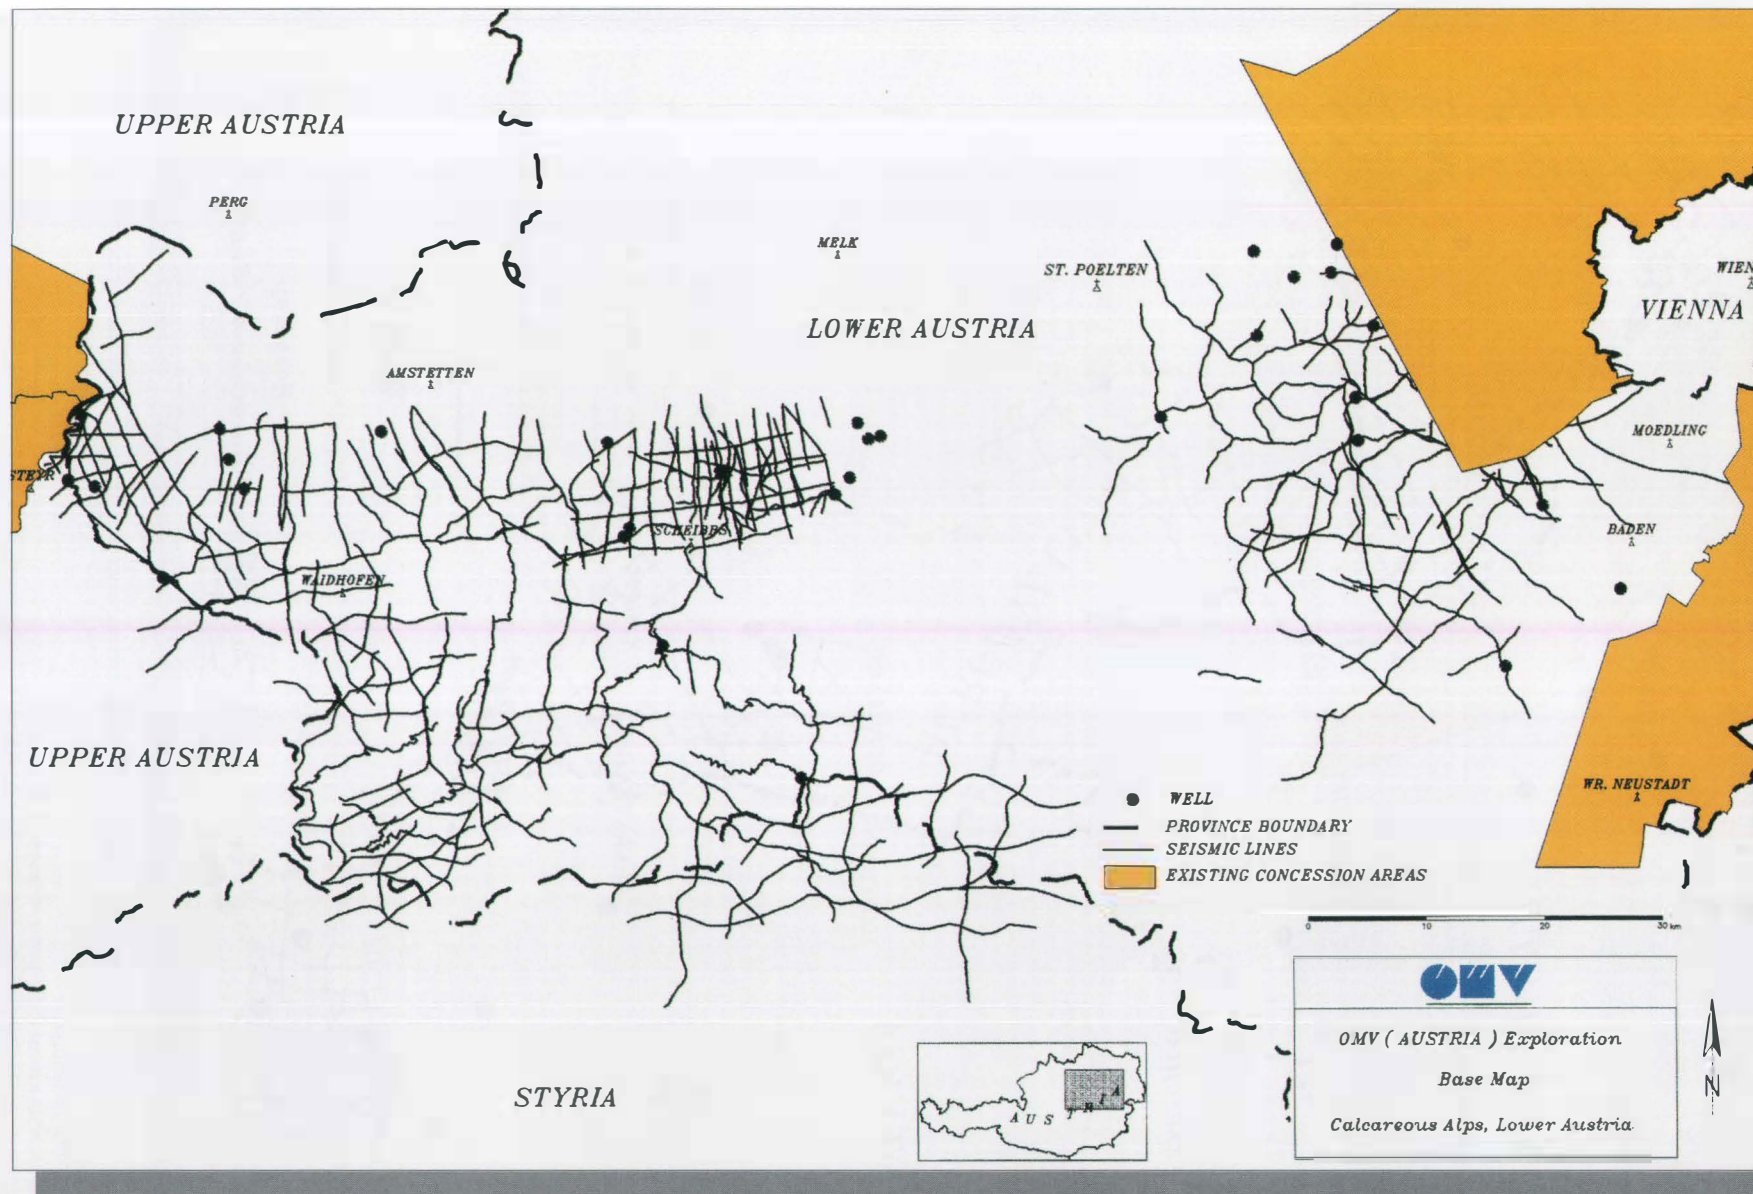 UPPER AUSTRIA
PERG
MELK
ST. POELTEN
WIEN
VIENNA
LOWER AUSTRIA
AMSTETTEN
MOEDLING
STEYR
SCHEIBBS
BADEN
WAIDHOFEN
UPPER AUSTRIA
WR. NEUSTADT
WELL
PROVINCE BOUNDARY
SEISMIC LINES
EXISTING CONCESSION AREAS
0 10 20 30 km
OMV
OMV ( AUSTRIA ) Exploration
Base Map
Calcareous Alps, Lower Austria
N
AUSTRIA
STYRIA